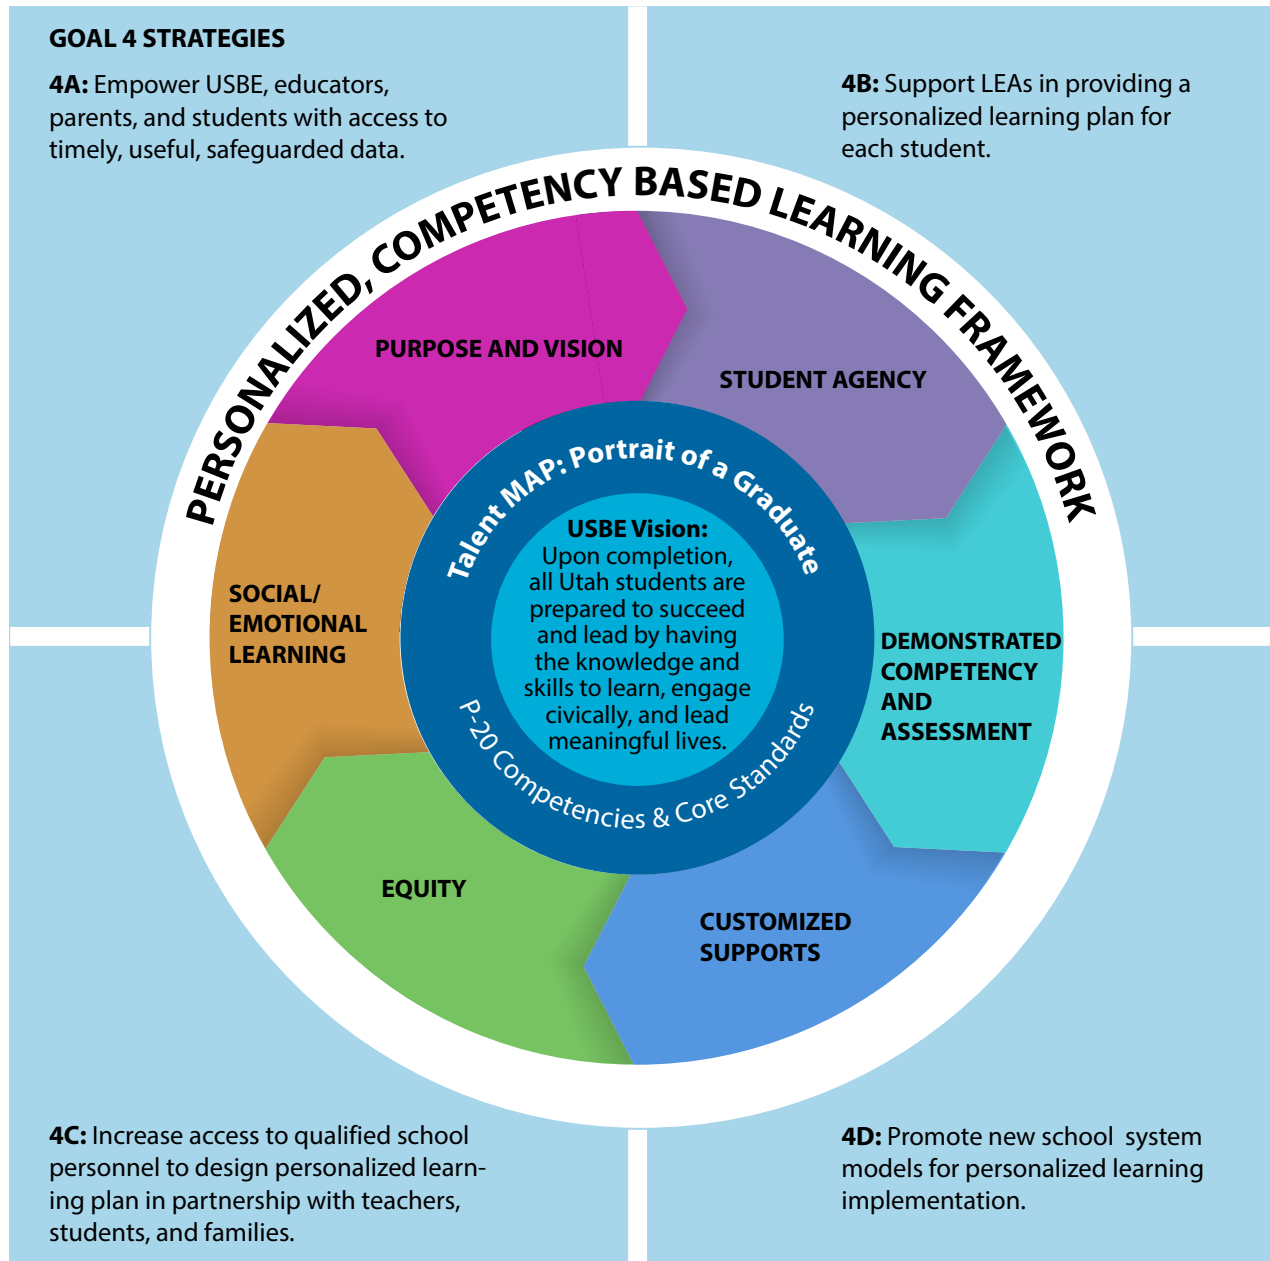 GOAL 4 STRATEGIES
4A: Empower USBE, educators,
parents, and students with access to
timely, useful, safeguarded data.
4B: Support LEAs in providing a
personalized learning plan for
each student.
PERSONALIZED, COMPETENCY BASED LEARNING FRAMEWORK
PURPOSE AND VISION
STUDENT AGENCY
Talent MAP: Portrait of a Graduate
USBE Vision:
Upon completion,
all Utah students are
prepared to succeed
and lead by having
the knowledge and
skills to learn, engage
civically, and lead
meaningful lives.
P-20 Competencies & Core Standards
SOCIAL/
EMOTIONAL
LEARNING
DEMONSTRATED
COMPETENCY
AND
ASSESSMENT
EQUITY
CUSTOMIZED
SUPPORTS
4C: Increase access to qualified school
personnel to design personalized learn-
ing plan in partnership with teachers,
students, and families.
4D: Promote new school system
models for personalized learning
implementation.